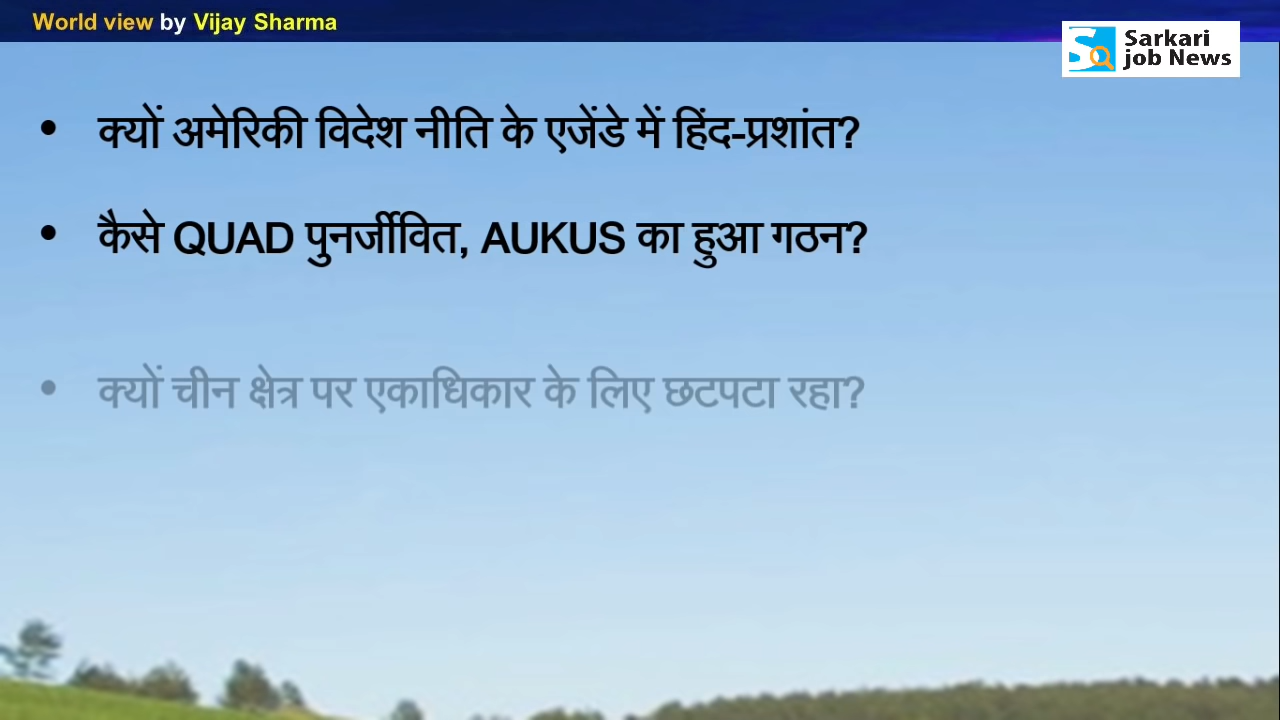 World view by Vijay Sharma
Sarkari
job News
• क्यों अमेरिकी विदेश नीति के एजेंडे में हिंद-प्रशांत?
• कैसे QUAD पुनर्जीवित, AUKUS का हुआ गठन?
• क्यों चीन क्षेत्र पर एकाधिकार के लिए छटपटा रहा?